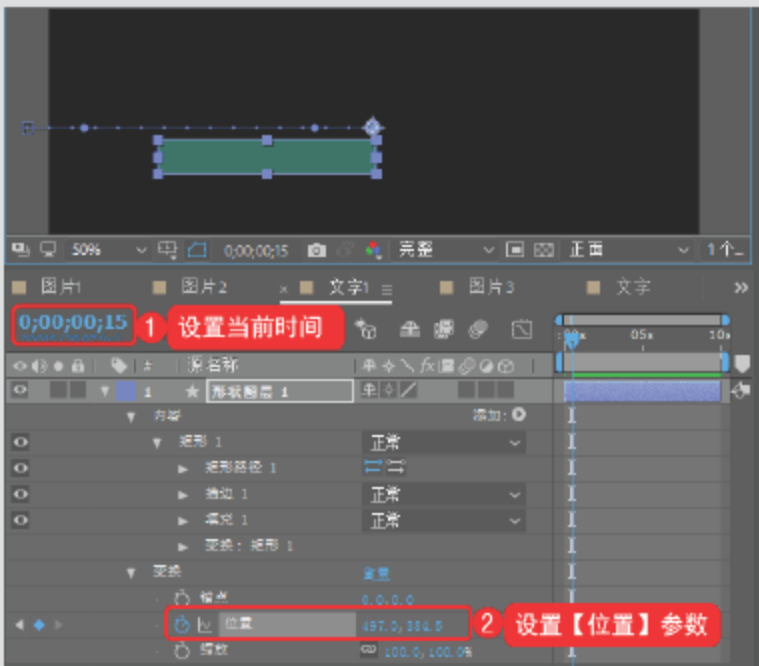 50% 0;00;00;15 完整 正面 1个_
图片1 图片2 × 文字1 图片3 文字 »
0;00;00;15 1 设置当前时间
:00s 05s 10s
# 源名称 fx
1 形状图层 1
内容 添加:
矩形 1 正常
矩形路径 1
描边 1 正常
填充 1 正常
变换: 矩形 1
变换 重置
锚点 0.0,0.0
位置 497.0,384.5 2 设置【位置】参数
缩放 100.0,100.0%